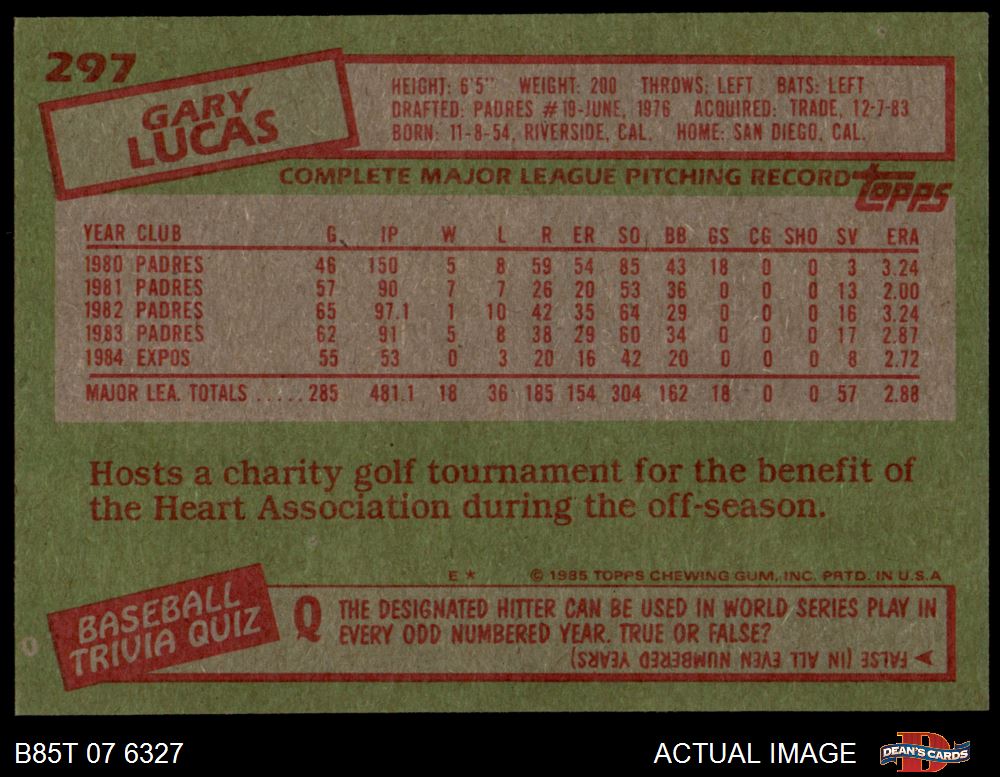 297
GARY
LUCAS
HEIGHT: 6'5" WEIGHT: 200 THROWS: LEFT BATS: LEFT
DRAFTED: PADRES #19-JUNE, 1976 ACQUIRED: TRADE, 12-7-83
BORN: 11-8-54, RIVERSIDE, CAL. HOME: SAN DIEGO, CAL.
COMPLETE MAJOR LEAGUE PITCHING RECORD
TOPPS
YEAR CLUB G IP W L R ER SO BB GS CG SHO SV ERA
1980 PADRES 46 150 5 8 59 54 85 43 18 0 0 3 3.24
1981 PADRES 57 90 7 7 26 20 53 36 0 0 0 13 2.00
1982 PADRES 65 97.1 1 10 42 35 64 29 0 0 0 16 3.24
1983 PADRES 62 91 5 8 38 29 60 34 0 0 0 17 2.87
1984 EXPOS 55 53 0 3 20 16 42 20 0 0 0 8 2.72
MAJOR LEA. TOTALS ..... 285 481.1 18 36 185 154 304 162 18 0 0 57 2.88
Hosts a charity golf tournament for the benefit of
the Heart Association during the off-season.
E * © 1985 TOPPS CHEWING GUM, INC. PRTD. IN U.S.A
BASEBALL
TRIVIA QUIZ
Q THE DESIGNATED HITTER CAN BE USED IN WORLD SERIES PLAY IN
EVERY ODD NUMBERED YEAR. TRUE OR FALSE?
FALSE (IN ALL EVEN NUMBERED YEARS)
B85T 07 6327
ACTUAL IMAGE
D
DEAN'S CARDS